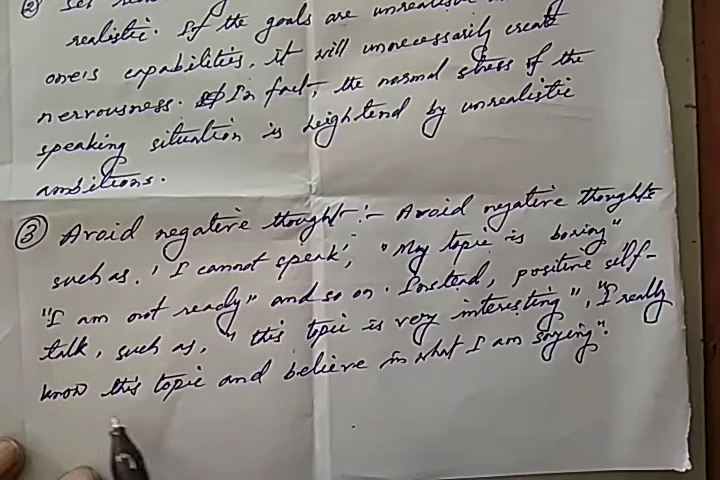 ② Set
realistic. If the goals are unrealistic
one's capabilities, it will unnecessarily create
nervousness. In fact, the normal stress of the
speaking situation is heightend by unrealistic
ambitions.
③ Avoid negative thought :- Avoid negative thoughts
such as, 'I cannot speak', "My topic is boring"
"I am not ready" and so on. Instead, positive self-
talk, such as, "this topic is very interesting", "I really
know this topic and believe in what I am saying".